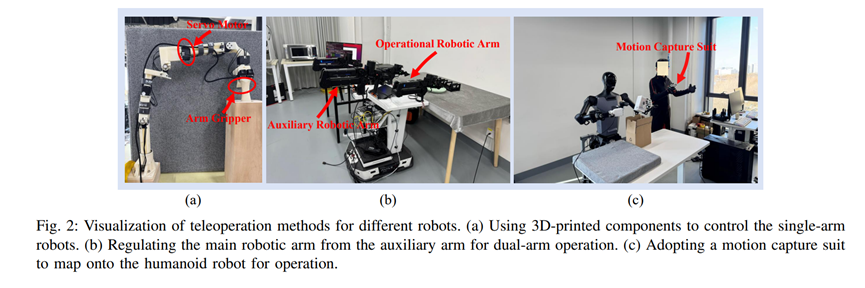 Servo Motor
Arm Gripper
Operational Robotic Arm
Auxiliary Robotic Arm
Motion Capture Suit
(a)
(b)
(c)
Fig. 2: Visualization of teleoperation methods for different robots. (a) Using 3D-printed components to control the single-arm
robots. (b) Regulating the main robotic arm from the auxiliary arm for dual-arm operation. (c) Adopting a motion capture suit
to map onto the humanoid robot for operation.